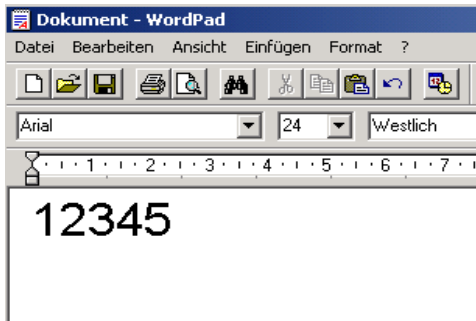 Dokument - WordPad
Datei Bearbeiten Ansicht Einfügen Format ?
Arial 24 Westlich
1 2 3 4 5 6 7
12345